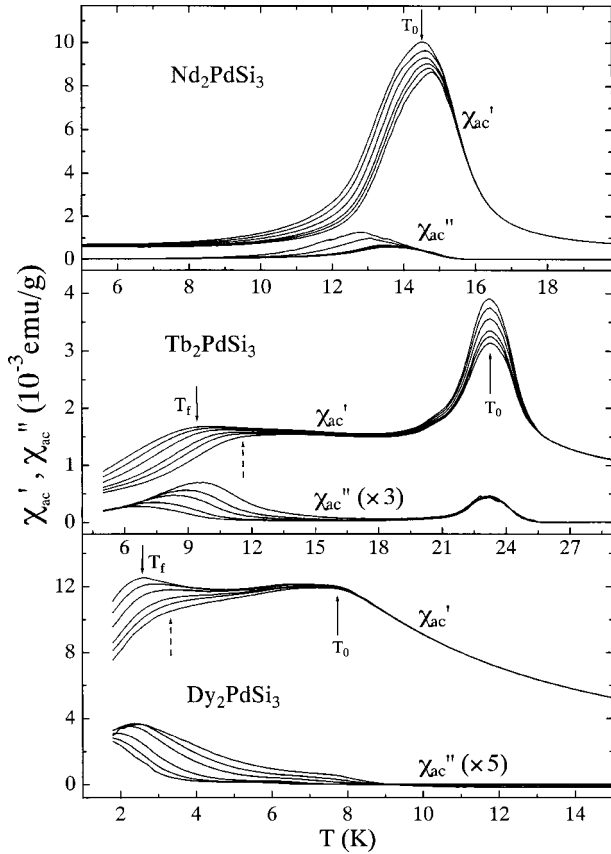 T₀
Nd₂PdSi₃
χac'
χac''
10
8
6
4
2
0
6 8 10 12 14 16 18
Tb₂PdSi₃
Tf
χac'
T₀
χac'' (×3)
4
3
2
1
0
6 9 12 15 18 21 24 27
Tf
χac'
T₀
Dy₂PdSi₃
χac'' (×5)
12
8
4
0
2 4 6 8 10 12 14
χac', χac'' (10⁻³ emu/g)
T (K)